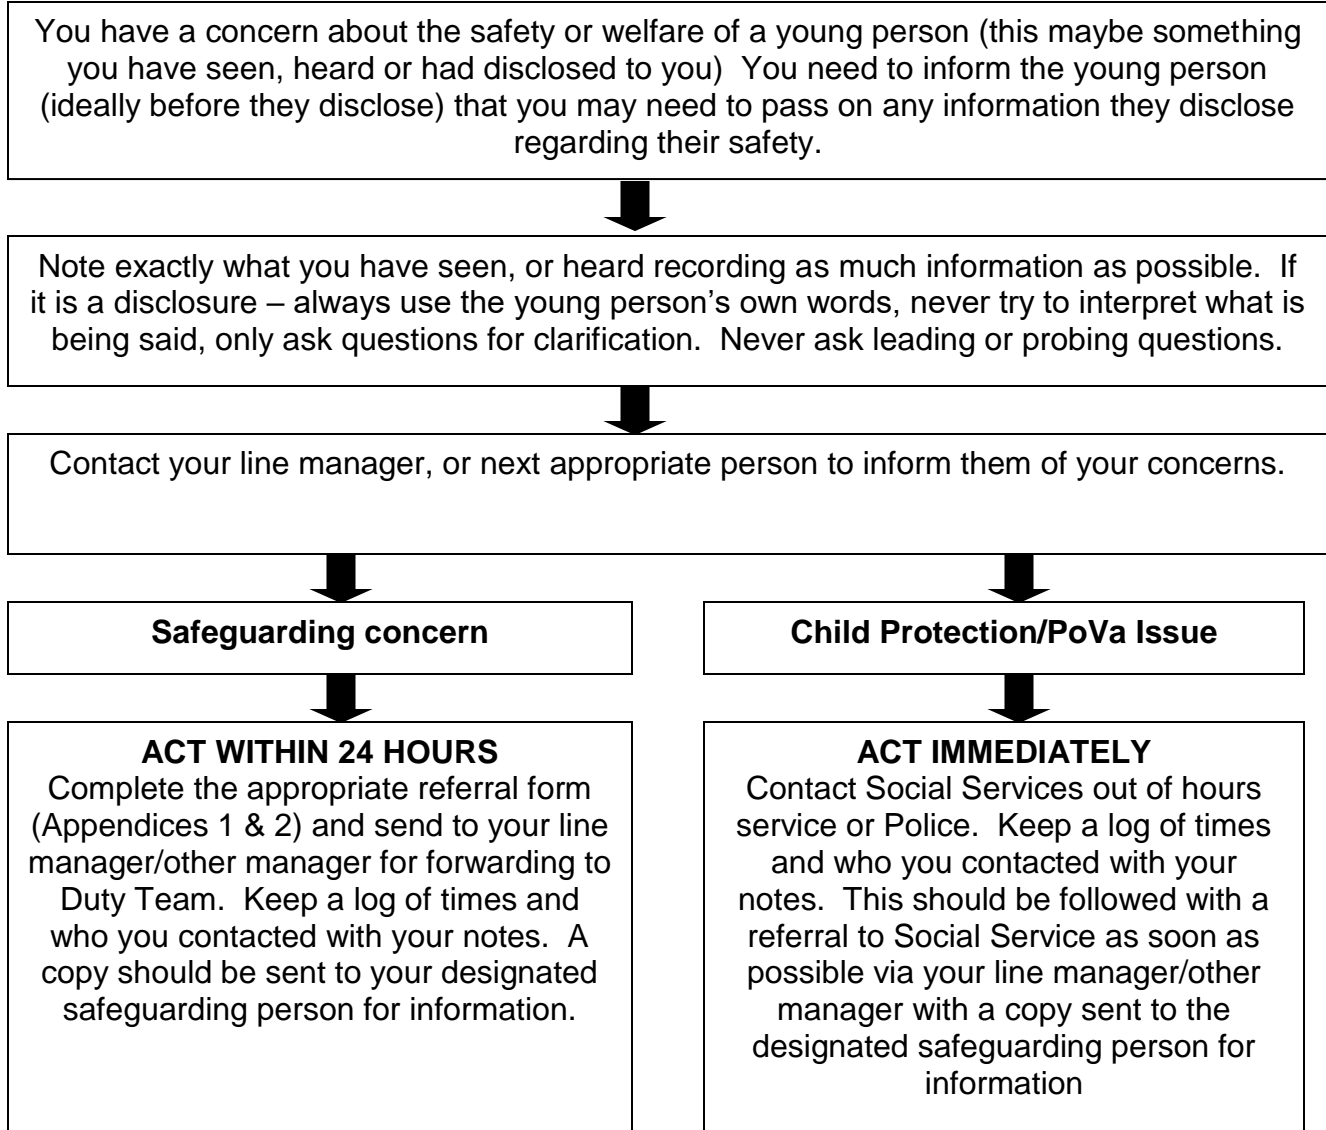 You have a concern about the safety or welfare of a young person (this maybe something
you have seen, heard or had disclosed to you)  You need to inform the young person
(ideally before they disclose) that you may need to pass on any information they disclose
regarding their safety.
Note exactly what you have seen, or heard recording as much information as possible.  If
it is a disclosure – always use the young person's own words, never try to interpret what is
being said, only ask questions for clarification.  Never ask leading or probing questions.
Contact your line manager, or next appropriate person to inform them of your concerns.
Safeguarding concern
ACT WITHIN 24 HOURS
Complete the appropriate referral form
(Appendices 1 & 2) and send to your line
manager/other manager for forwarding to
Duty Team.  Keep a log of times and
who you contacted with your notes.  A
copy should be sent to your designated
safeguarding person for information.
Child Protection/PoVa Issue
ACT IMMEDIATELY
Contact Social Services out of hours
service or Police.  Keep a log of times
and who you contacted with your
notes.  This should be followed with a
referral to Social Service as soon as
possible via your line manager/other
manager with a copy sent to the
designated safeguarding person for
information